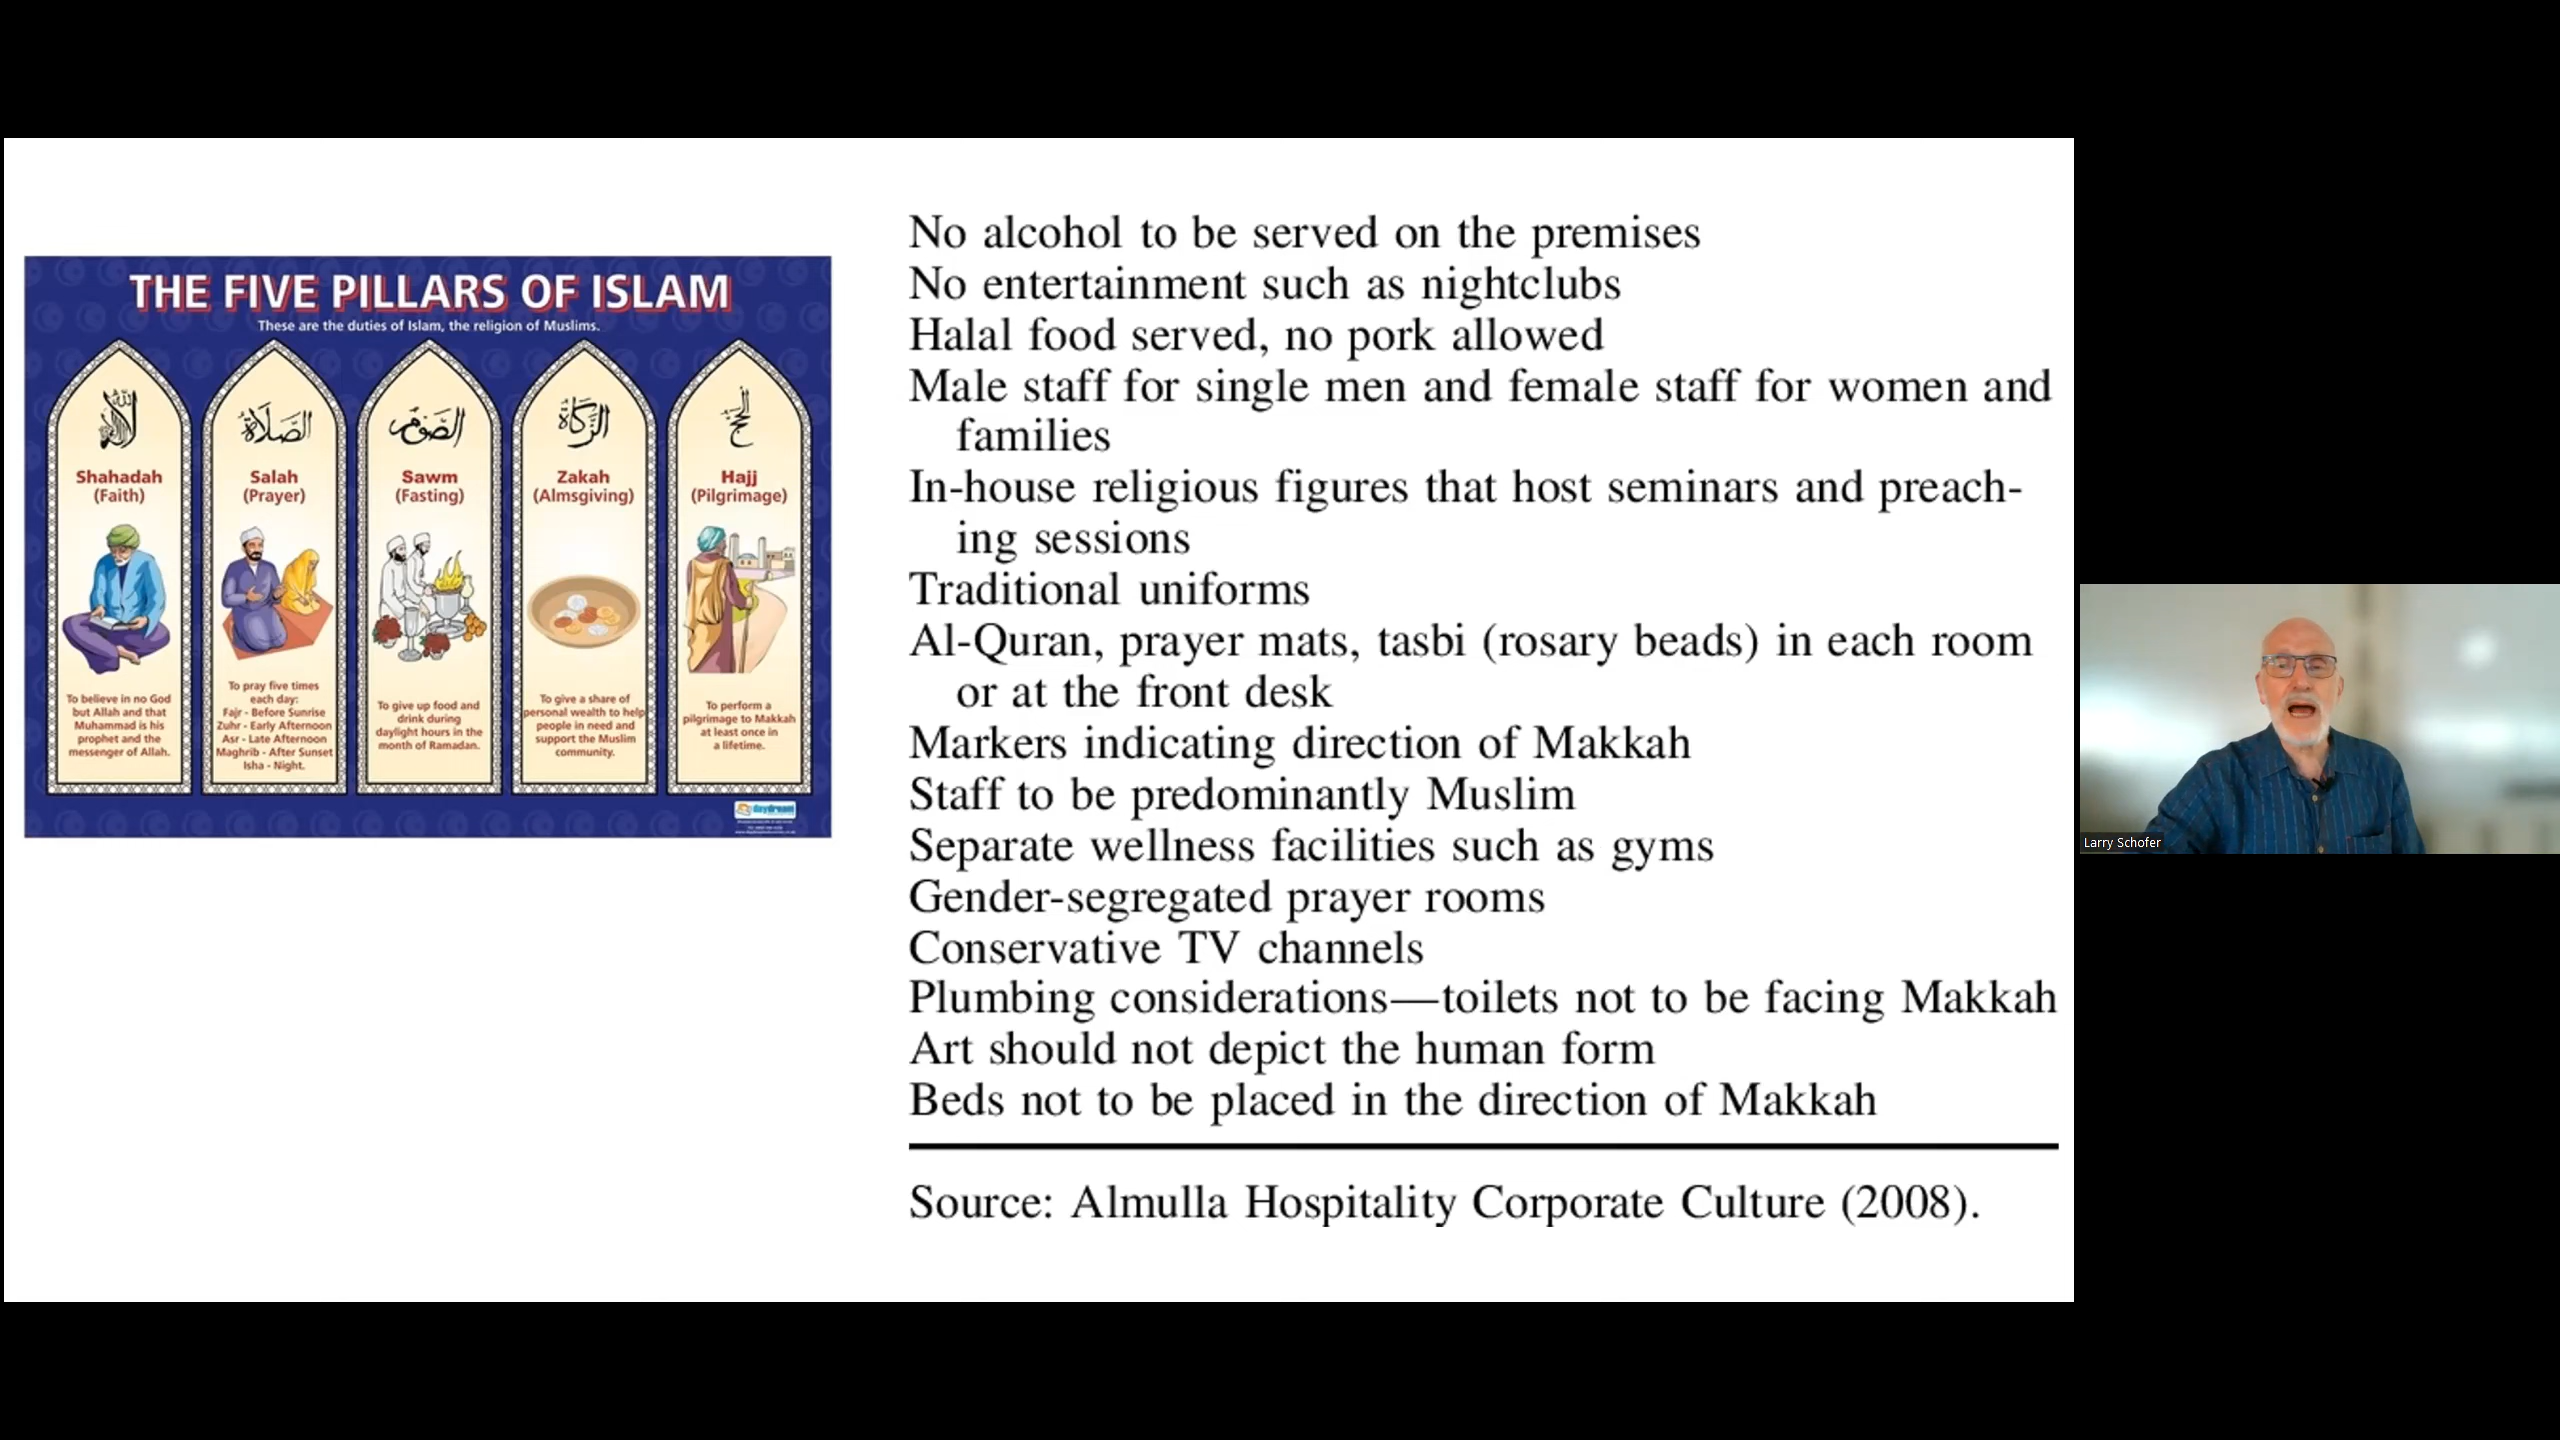 THE FIVE PILLARS OF ISLAM
These are the duties of Islam, the religion of Muslims.
الصَّلَاة
الصَّوْم
الزَّكَاة
الحَجّ
Shahadah
(Faith)
To believe in no God
but Allah and that
Muhammad is his
prophet and the
messenger of Allah.
Salah
(Prayer)
To pray five times
each day:
Fajr - Before Sunrise
Zuhr - Early Afternoon
Asr - Late Afternoon
Maghrib - After Sunset
Isha - Night.
Sawm
(Fasting)
To give up food and
drink during
daylight hours in the
month of Ramadan.
Zakah
(Almsgiving)
To give a share of
personal wealth to help
people in need and
support the Muslim
community.
Hajj
(Pilgrimage)
To perform a
pilgrimage to Makkah
at least once in
a lifetime.
daydream
No alcohol to be served on the premises
No entertainment such as nightclubs
Halal food served, no pork allowed
Male staff for single men and female staff for women and
families
In-house religious figures that host seminars and preach-
ing sessions
Traditional uniforms
Al-Quran, prayer mats, tasbi (rosary beads) in each room
or at the front desk
Markers indicating direction of Makkah
Staff to be predominantly Muslim
Separate wellness facilities such as gyms
Gender-segregated prayer rooms
Conservative TV channels
Plumbing considerations—toilets not to be facing Makkah
Art should not depict the human form
Beds not to be placed in the direction of Makkah
Source: Almulla Hospitality Corporate Culture (2008).
Larry Schofer